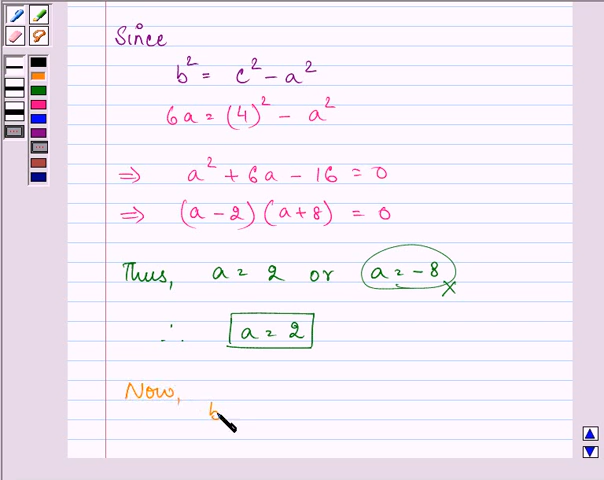 Since
b² = c² - a²
6a = (4)² - a²
⇒ a² + 6a - 16 = 0
⇒ (a - 2) (a + 8) = 0
Thus, a = 2 or a = -8 x
∴ a = 2
Now,
b